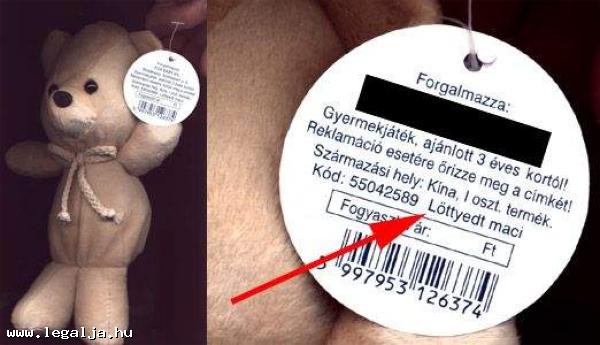 Forgalmazza:
Gyermekjáték, ajánlott 3 éves kortól!
Reklamáció esetére őrizze meg a címkét!
Származási hely: Kína, I oszt. termék.
Kód: 55042589 Löttyedt maci
ár: Ft
997953 126374
www.legalja.hu